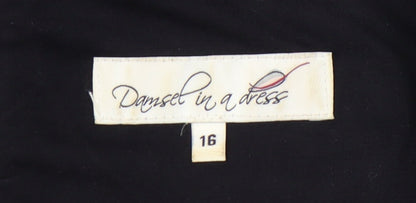 Damsel in a dress
16